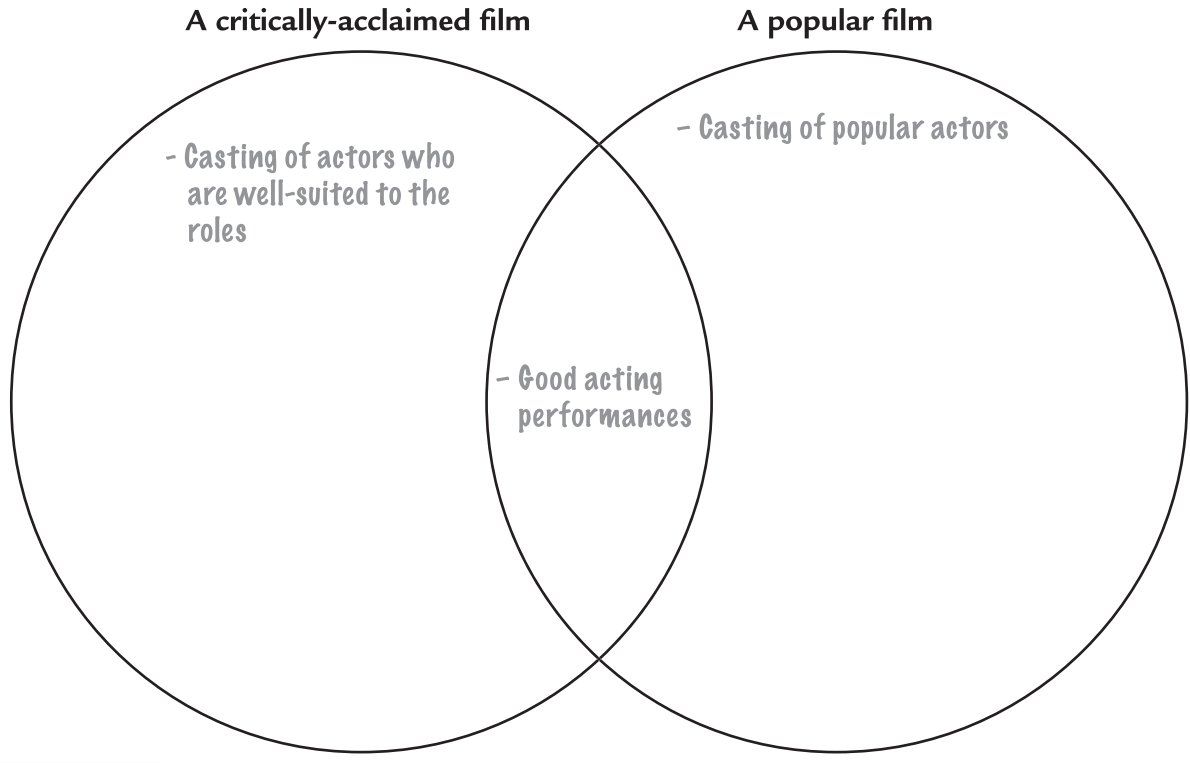 A critically-acclaimed film
A popular film
- Casting of actors who
are well-suited to the
roles
– Casting of popular actors
– Good acting
performances